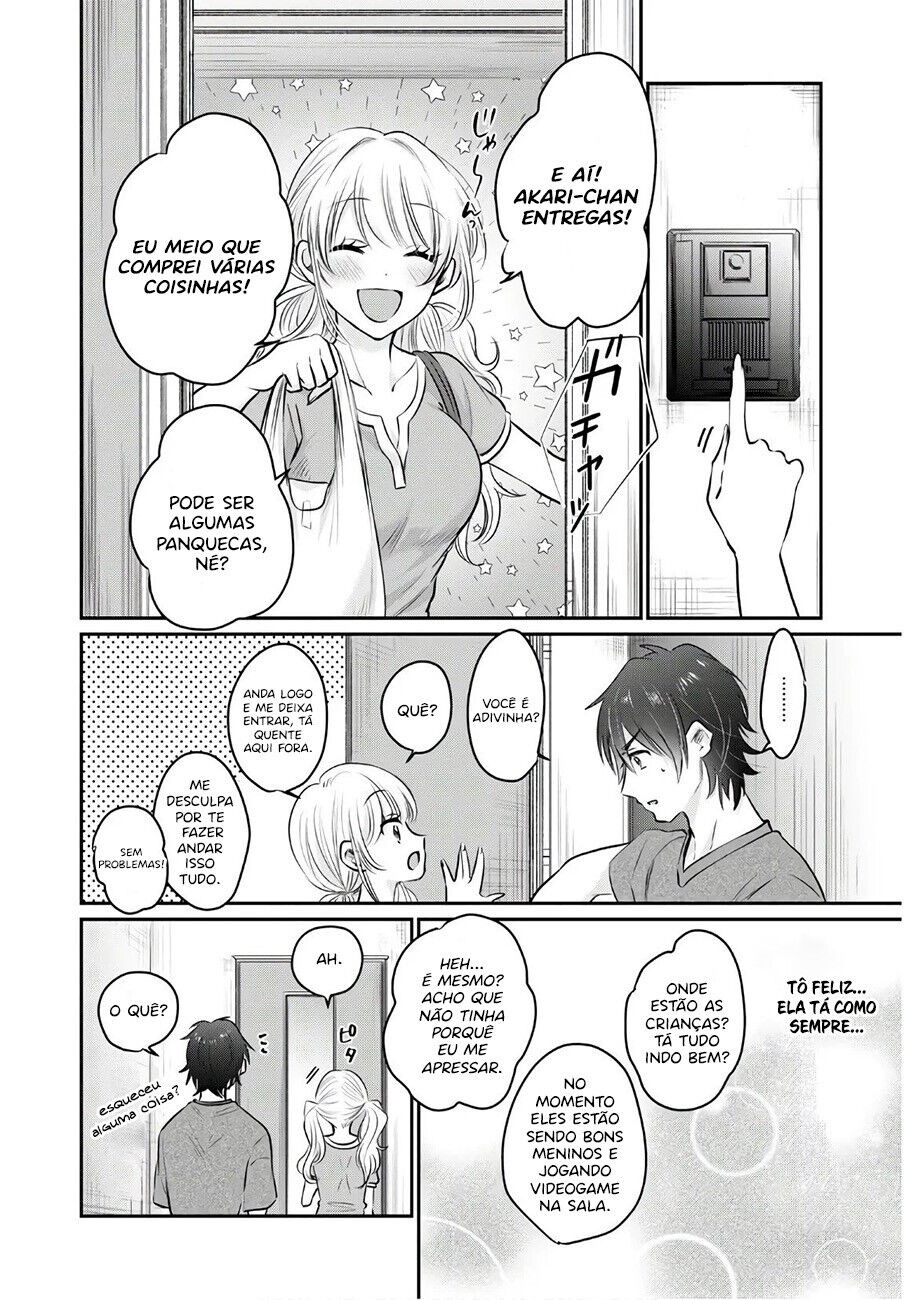 E AÍ!
AKARI-CHAN
ENTREGAS!
じゃ〜〜んっ
EU MEIO QUE
COMPREI VÁRIAS
COISINHAS!
ガチャッ
PODE SER
ALGUMAS
PANQUECAS,
NÉ?
.........
VOCÊ É
ADIVINHA?
QUÊ?
ANDA LOGO
E ME DEIXA
ENTRAR, TÁ
QUENTE
AQUI FORA.
ME
DESCULPA
POR TE
FAZER
ANDAR
ISSO
TUDO.
SEM
PROBLEMAS!
TÔ FELIZ...
ELA TÁ COMO
SEMPRE...
ONDE
ESTÃO AS
CRIANÇAS?
TÁ TUDO
INDO BEM?
NO
MOMENTO
ELES ESTÃO
SENDO BONS
MENINOS E
JOGANDO
VIDEOGAME
NA SALA.
HEH...
É MESMO?
ACHO QUE
NÃO TINHA
PORQUÊ
EU ME
APRESSAR.
AH.
ピタ
O QUÊ?
esqueceu
alguma coisa?